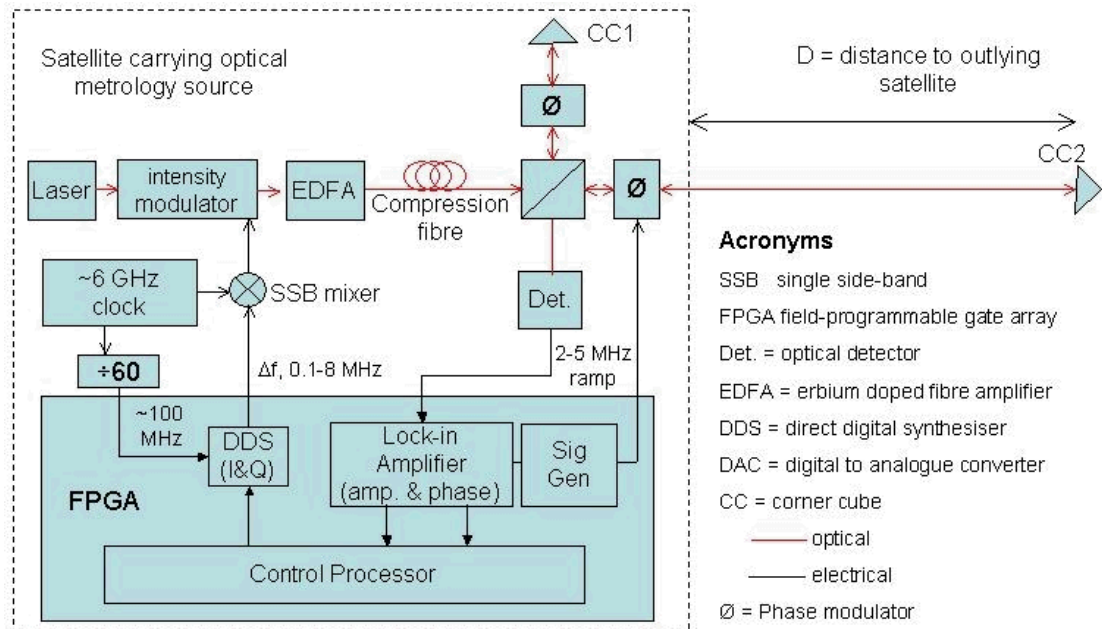 CC1
Satellite carrying optical
metrology source
D = distance to outlying
satellite
Ø
CC2
Laser
intensity
modulator
EDFA
Compression
fibre
Ø
~6 GHz
clock
SSB mixer
Det.
÷60
Δf, 0.1-8 MHz
2-5 MHz
ramp
~100
MHz
DDS
(I&Q)
Lock-in
Amplifier
(amp. & phase)
Sig
Gen
FPGA
Control Processor
Acronyms
SSB single side-band
FPGA field-programmable gate array
Det. = optical detector
EDFA = erbium doped fibre amplifier
DDS = direct digital synthesiser
DAC = digital to analogue converter
CC = corner cube
optical
electrical
Ø = Phase modulator